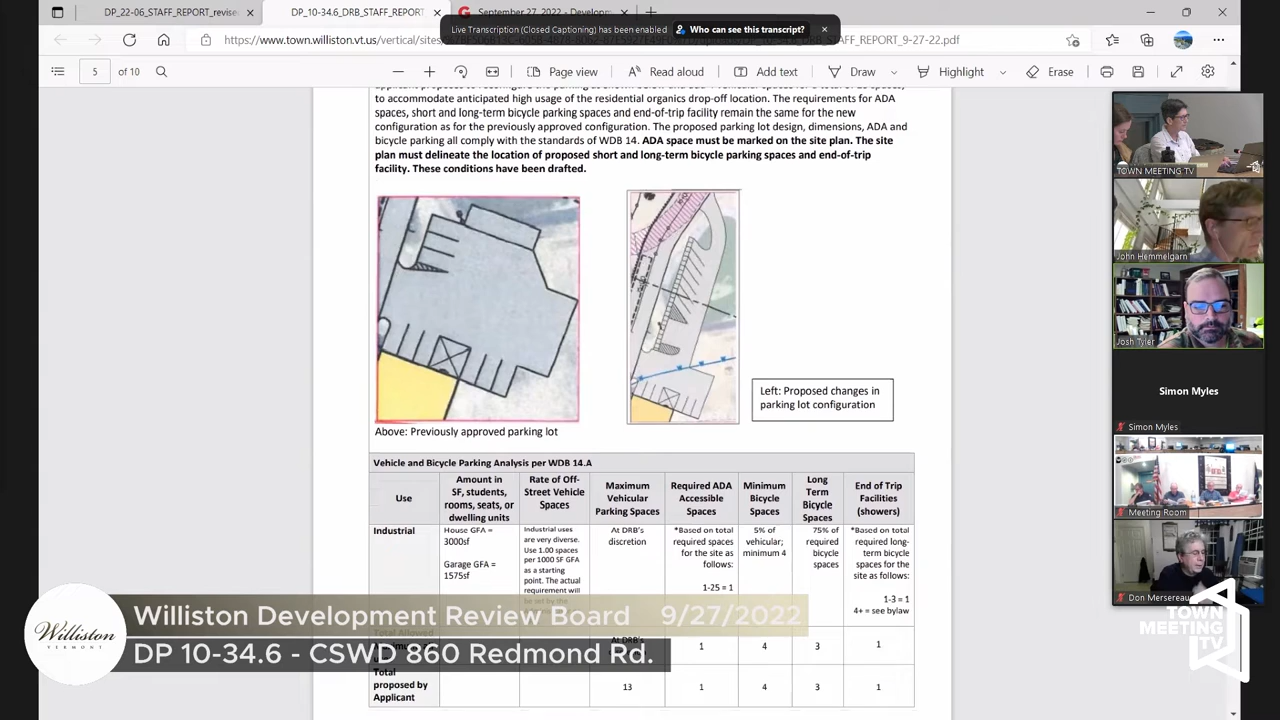 DP_22-06_STAFF_REPORT_revise
DP_10-34.6_DRB_STAFF_REPORT
September 27, 2022 - Developm
Live Transcription (Closed Captioning) has been enabled
Who can see this transcript?
https://www.town.williston.vt.us/vertical/sites
STAFF_REPORT_9-27-22.pdf
5
of 10
Page view
Read aloud
Add text
Draw
Highlight
Erase
to accommodate anticipated high usage of the residential organics drop-off location. The requirements for ADA
spaces, short and long-term bicycle parking spaces and end-of-trip facility remain the same for the new
configuration as for the previously approved configuration. The proposed parking lot design, dimensions, ADA and
bicycle parking all comply with the standards of WDB 14. ADA space must be marked on the site plan. The site
plan must delineate the location of proposed short and long-term bicycle parking spaces and end-of-trip
facility. These conditions have been drafted.
Left: Proposed changes in
parking lot configuration
Above: Previously approved parking lot
Vehicle and Bicycle Parking Analysis per WDB 14.A
Use
Amount in
SF, students,
rooms, seats, or
dwelling units
Rate of Off-
Street Vehicle
Spaces
Maximum
Vehicular
Parking Spaces
Required ADA
Accessible
Spaces
Minimum
Bicycle
Spaces
Long
Term
Bicycle
Spaces
End of Trip
Facilities
(showers)
Industrial
House GFA =
3000sf
Garage GFA =
1575sf
Industrial uses
are very diverse.
Use 1.00 spaces
per 1000 SF GFA
as a starting
point. The actual
requirement will
At DRB's
discretion
*Based on total
required spaces
for the site as
follows:
1-25 = 1
5% of
vehicular;
minimum 4
75% of
required
bicycle
spaces
*Based on
required long-
term bicycle
spaces for the
site as follows:
1-3 = 1
4+ = see bylaw
1
4
3
1
Total
proposed by
Applicant
13
1
4
3
1
TOWN MEETING TV
John Hemmelgarn
Josh Tyler
Simon Myles
Simon Myles
Meeting Room
Don Mersereau
Williston
VERMONT
Williston Development Review Board 9/27/2022
DP 10-34.6 - CSWD 860 Redmond Rd.
TOWN
MEETING
TV